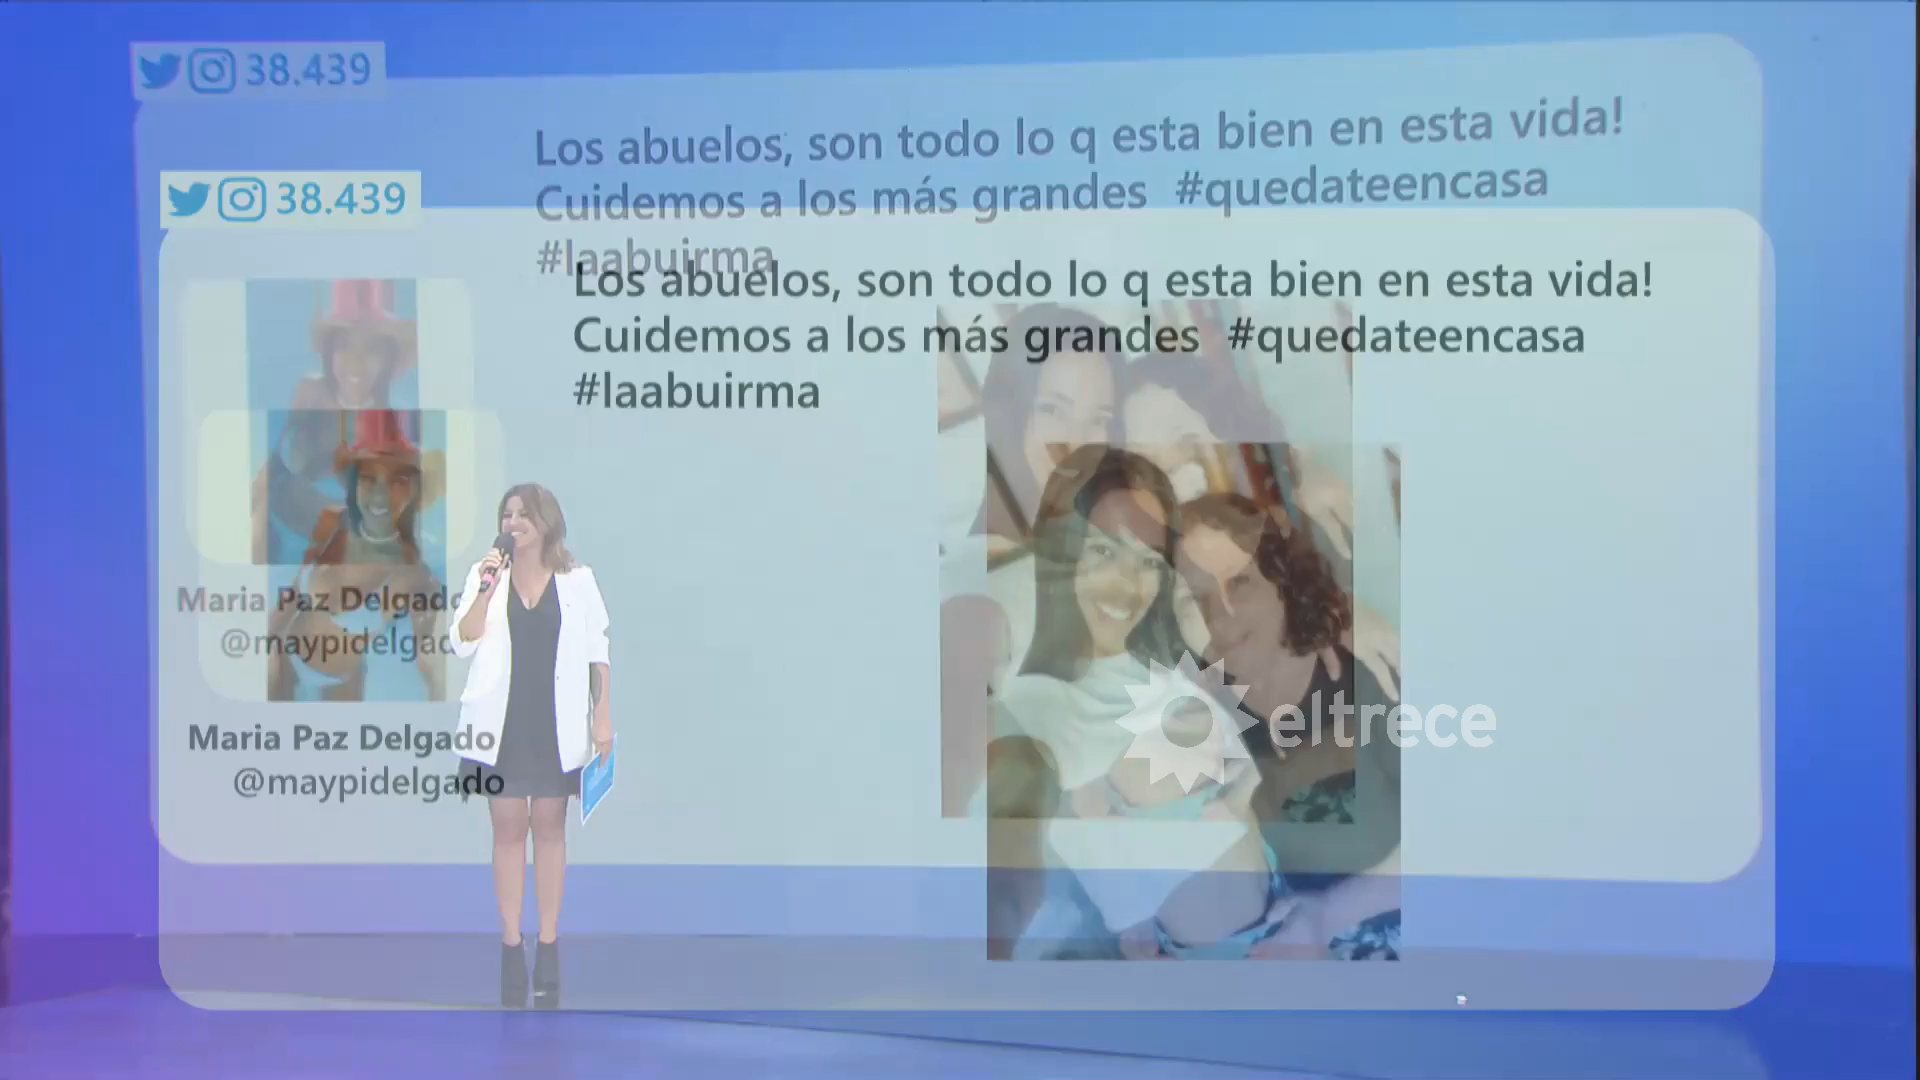 38.439
Los abuelos, son todo lo q esta bien en esta vida!
Cuidemos a los más grandes #quedateencasa
#laabuirma
Maria Paz Delgado
@maypidelgado
38.439
Los abuelos, son todo lo q esta bien en esta vida!
Cuidemos a los más grandes #quedateencasa
#laabuirma
Maria Paz Delgado
@maypidelgado
eltrece